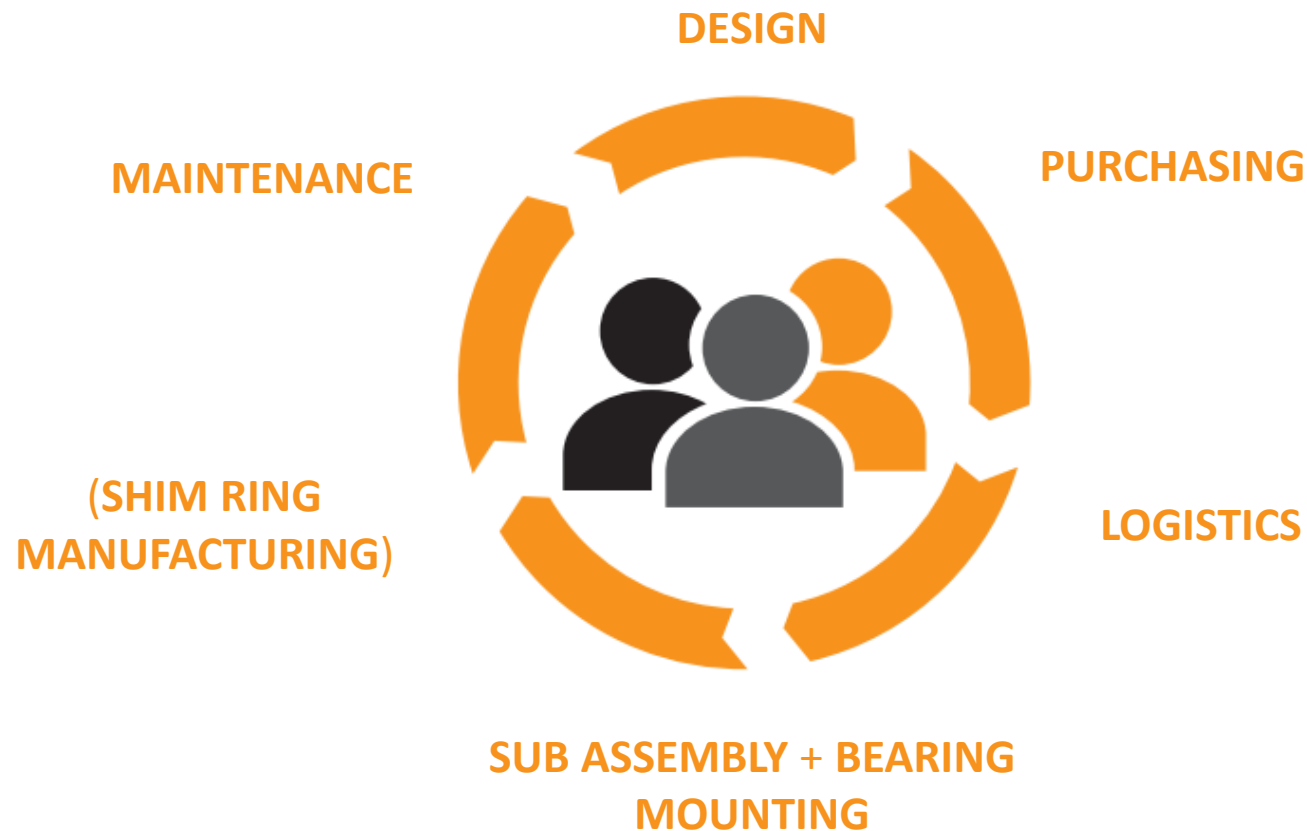 DESIGN
PURCHASING
MAINTENANCE
(SHIM RING
MANUFACTURING)
LOGISTICS
SUB ASSEMBLY + BEARING
MOUNTING